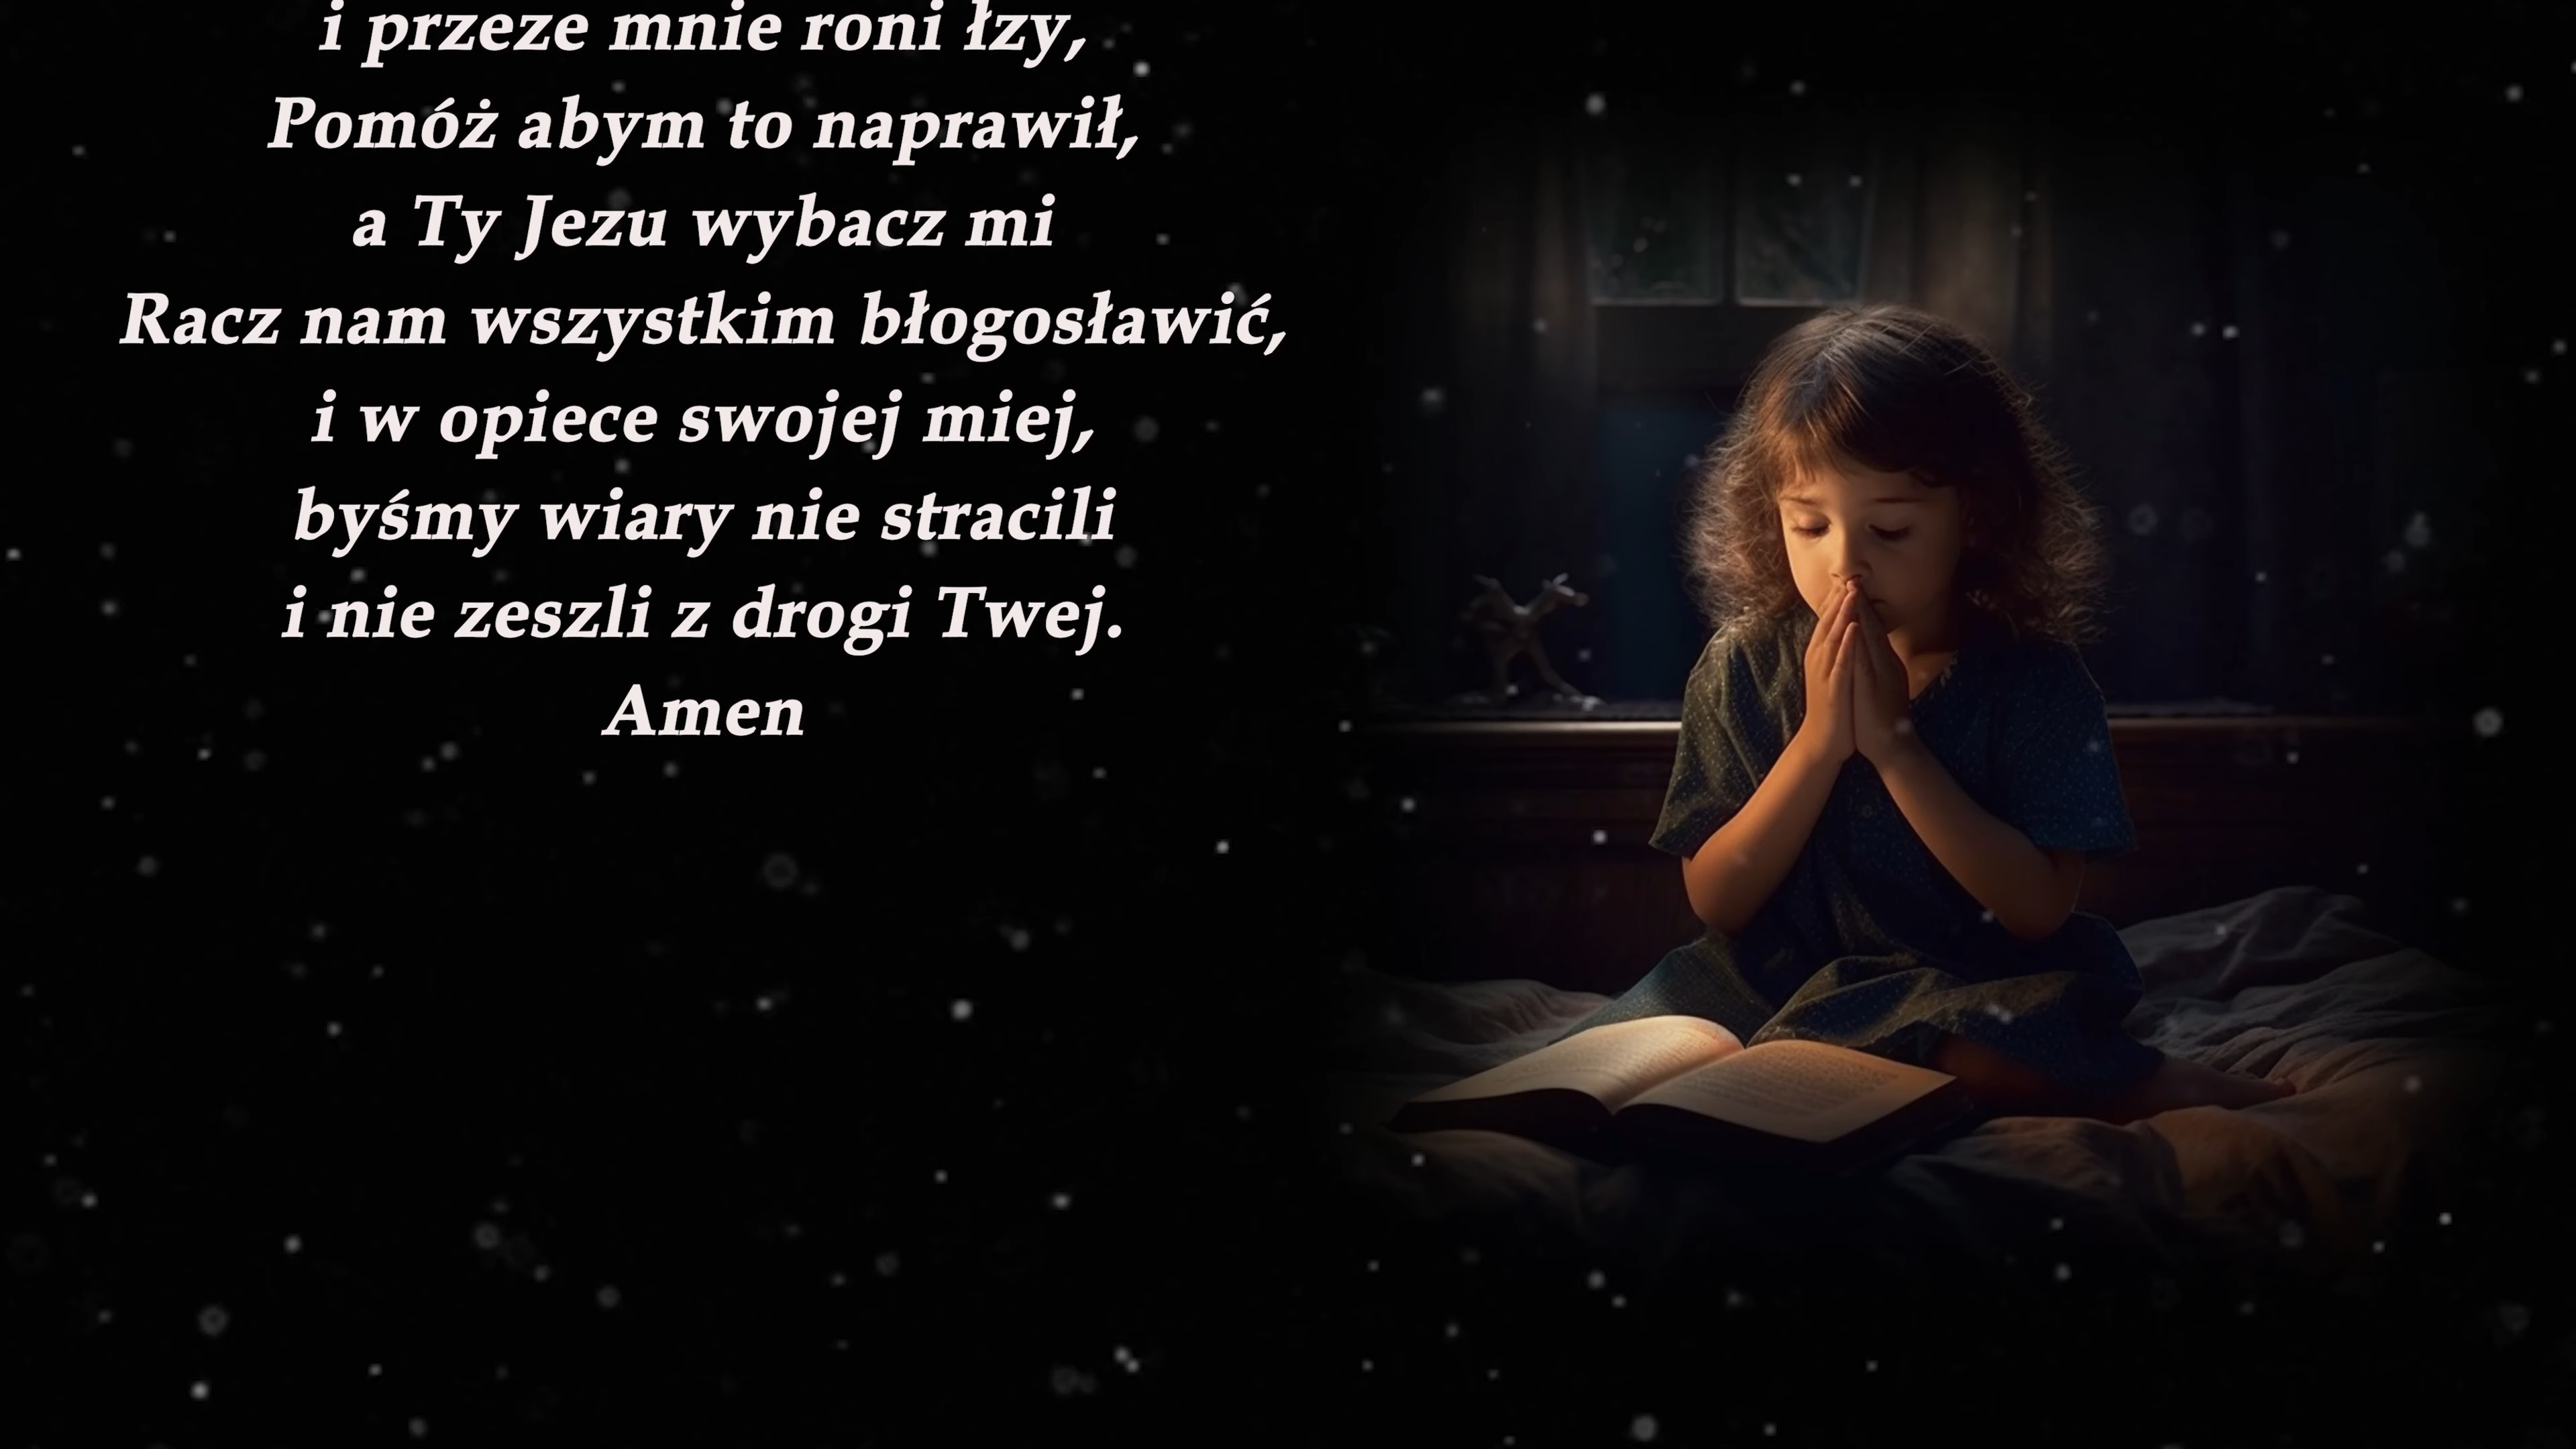 i przeze mnie roni łzy,
Pomóż abym to naprawił,
a Ty Jezu wybacz mi
Racz nam wszystkim błogosławić,
i w opiece swojej miej,
byśmy wiary nie stracili
i nie zeszli z drogi Twej.
Amen